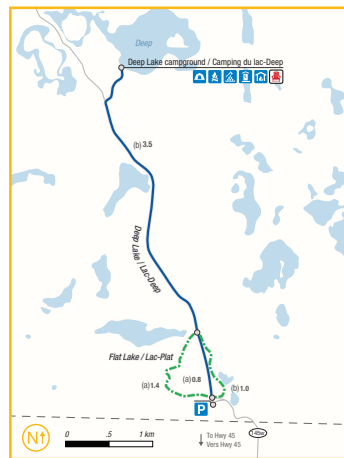 Deep
Deep Lake campground / Camping du lac-Deep
(b) 3.5
Deep Lake / Lac-Deep
Flat Lake / Lac-Plat
(a) 0.8
(a) 1.4
(b) 1.0
P
N
0 .5 1 km
To Hwy 45
Vers Hwy 45
145w